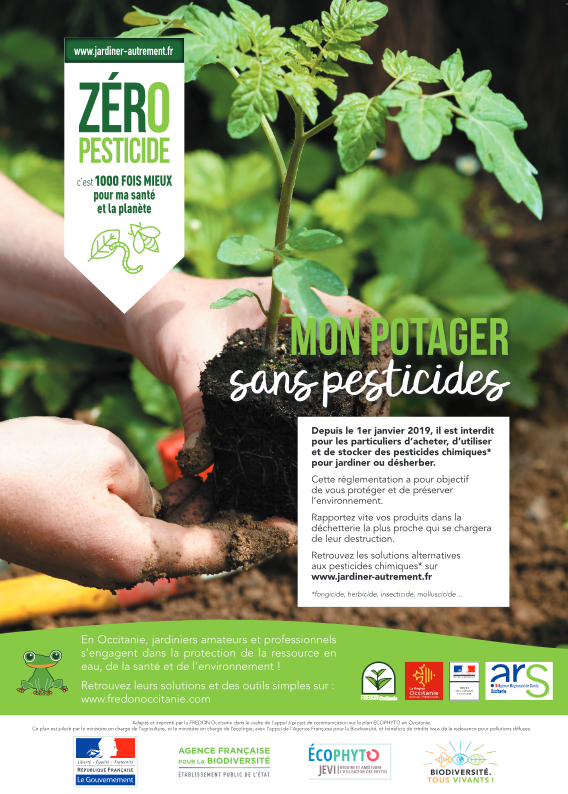 www.jardiner-autrement.fr
ZÉRO
PESTICIDE
c'est 1000 FOIS MIEUX
pour ma santé
et la planète
MON POTAGER
sans pesticides
Depuis le 1er janvier 2019, il est interdit
pour les particuliers d'acheter, d'utiliser
et de stocker des pesticides chimiques*
pour jardiner ou désherber.
Cette réglementation a pour objectif
de vous protéger et de préserver
l'environnement.
Rapportez vite vos produits dans la
déchetterie la plus proche qui se chargera
de leur destruction.
Retrouvez les solutions alternatives
aux pesticides chimiques* sur
www.jardiner-autrement.fr
*fongicide, herbicide, insecticide, molluscicide...
En Occitanie, jardiniers amateurs et professionnels
s'engagent dans la protection de la ressource en
eau, de la santé et de l'environnement !
Retrouvez leurs solutions et des outils simples sur :
www.fredonoccitanie.com
FREDON Occitanie
La Région
Occitanie
ars
Agence Régionale de Santé
Occitanie
Adapté et imprimé par la FREDON Occitanie dans le cadre de l'appel à projet de communication sur le plan ECOPHYTO en Occitanie.
Ce plan est piloté par le ministère en charge de l'agriculture, et le ministère en charge de l'écologie, avec l'appui de l'Agence Française pour la Biodiversité, et bénéficie de crédits issus de la redevance pour pollutions diffuses.
Liberté • Égalité • Fraternité
RÉPUBLIQUE FRANÇAISE
Le Gouvernement
AGENCE FRANÇAISE
POUR LA BIODIVERSITÉ
ÉTABLISSEMENT PUBLIC DE L'ÉTAT
ÉCOPHYTO
JEVI RÉDUIRE ET AMÉLIORER
L'UTILISATION DES PHYTOS
BIODIVERSITÉ.
TOUS VIVANTS !